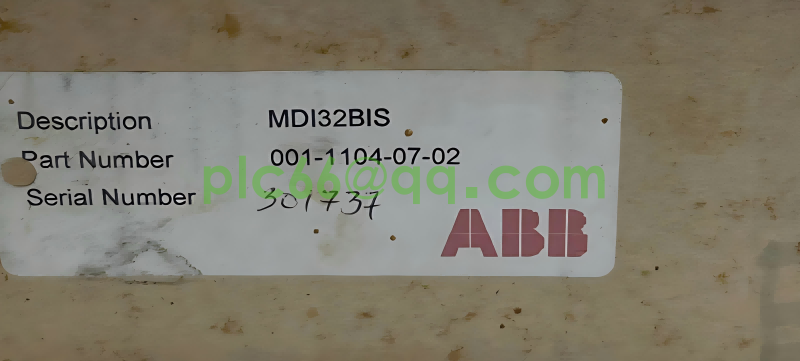 Description MDI32BIS
Part Number 001-1104-07-02
plc66@qq.com
Serial Number 301737
ABB